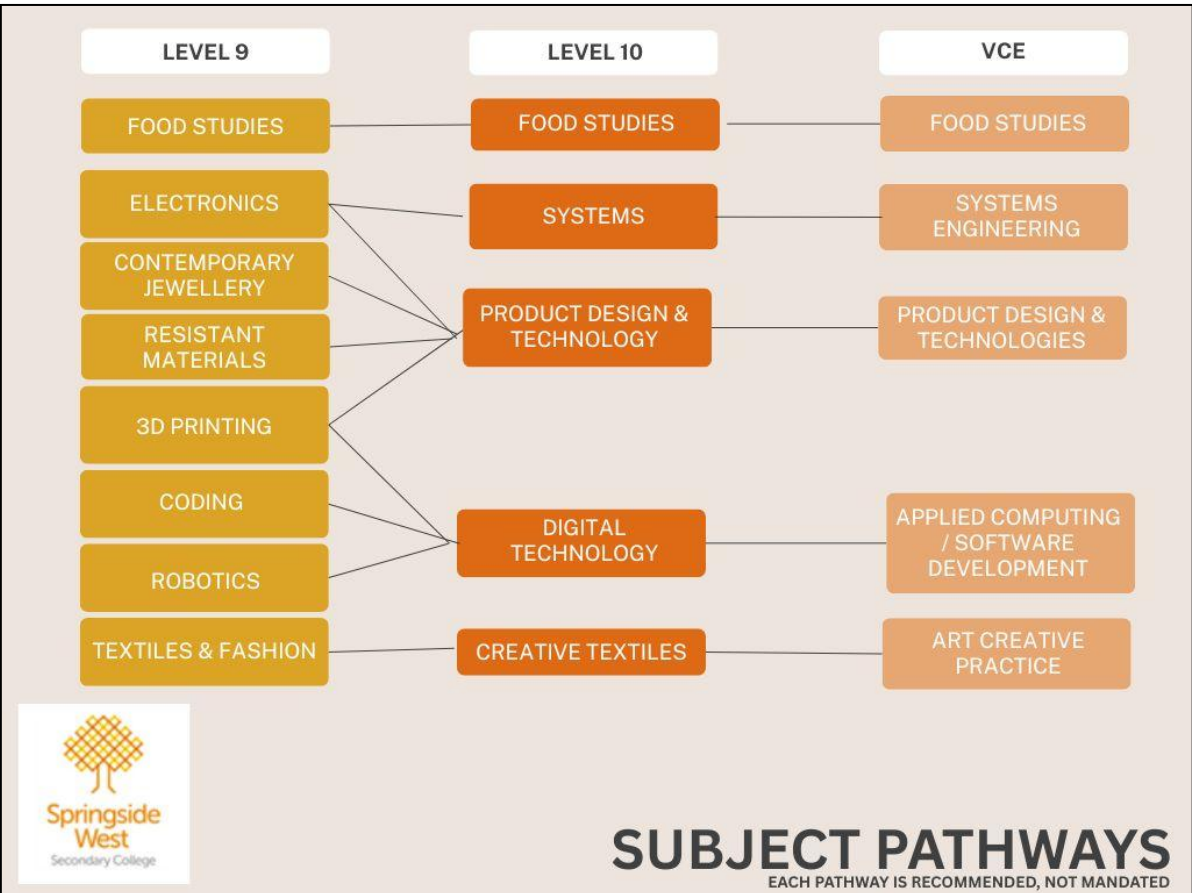 LEVEL 9
LEVEL 10
VCE
FOOD STUDIES
FOOD STUDIES
FOOD STUDIES
ELECTRONICS
SYSTEMS
SYSTEMS
ENGINEERING
CONTEMPORARY
JEWELLERY
PRODUCT DESIGN &
TECHNOLOGY
PRODUCT DESIGN &
TECHNOLOGIES
RESISTANT
MATERIALS
3D PRINTING
CODING
DIGITAL
TECHNOLOGY
APPLIED COMPUTING
/ SOFTWARE
DEVELOPMENT
ROBOTICS
TEXTILES & FASHION
CREATIVE TEXTILES
ART CREATIVE
PRACTICE
Springside
West
Secondary College
SUBJECT PATHWAYS
EACH PATHWAY IS RECOMMENDED, NOT MANDATED